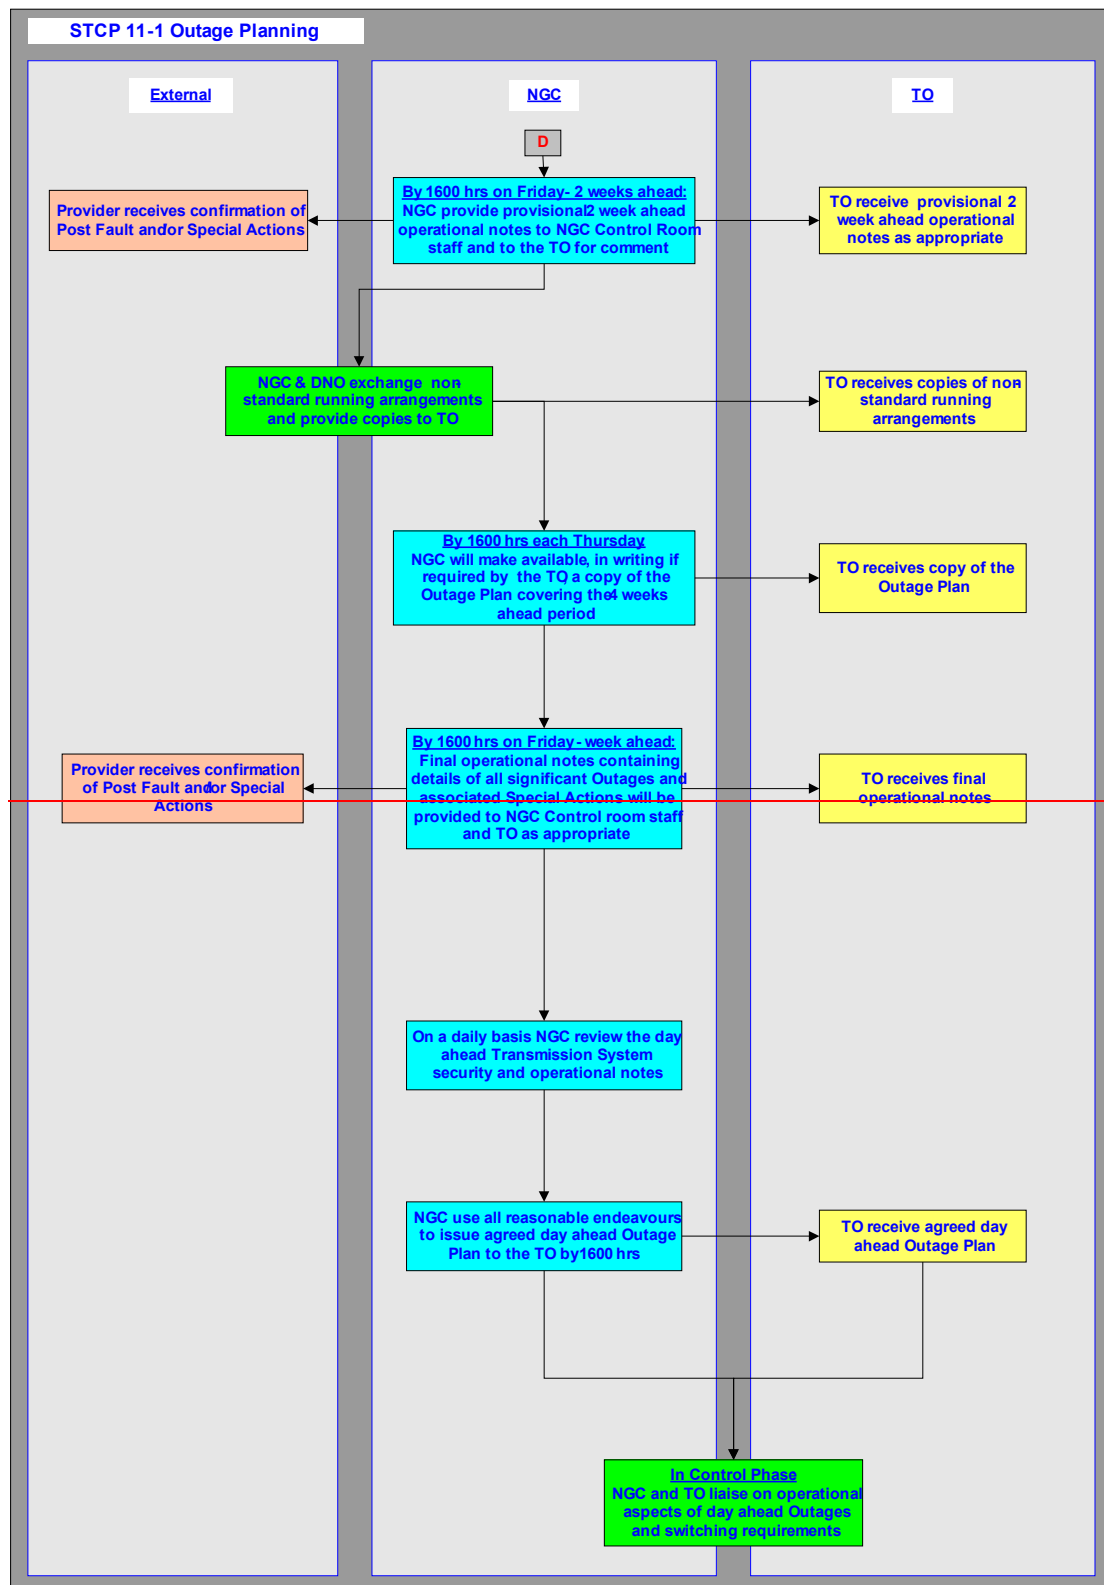 STCP 11-1 Outage Planning
External
NGC
TO
D
By 1600 hrs on Friday- 2 weeks ahead:
NGC provide provisional 2 week ahead
operational notes to NGC Control Room
staff and to the TO for comment
Provider receives confirmation of
Post Fault and/or Special Actions
TO receive provisional 2
week ahead operational
notes as appropriate
NGC & DNO exchange non-
standard running arrangements
and provide copies to TO
TO receives copies of non-
standard running
arrangements
By 1600 hrs each Thursday
NGC will make available, in writing if
required by the TO, a copy of the
Outage Plan covering the 4 weeks
ahead period
TO receives copy of the
Outage Plan
By 1600 hrs on Friday- week ahead:
Final operational notes containing
details of all significant Outages and
associated Special Actions will be
provided to NGC Control room staff
and TO as appropriate
Provider receives confirmation
of Post Fault and/or Special
Actions
TO receives final
operational notes
On a daily basis NGC review the day
ahead Transmission System
security and operational notes
NGC use all reasonable endeavours
to issue agreed day ahead Outage
Plan to the TO by 1600 hrs
TO receive agreed day
ahead Outage Plan
In Control Phase
NGC and TO liaise on operational
aspects of day ahead Outages
and switching requirements